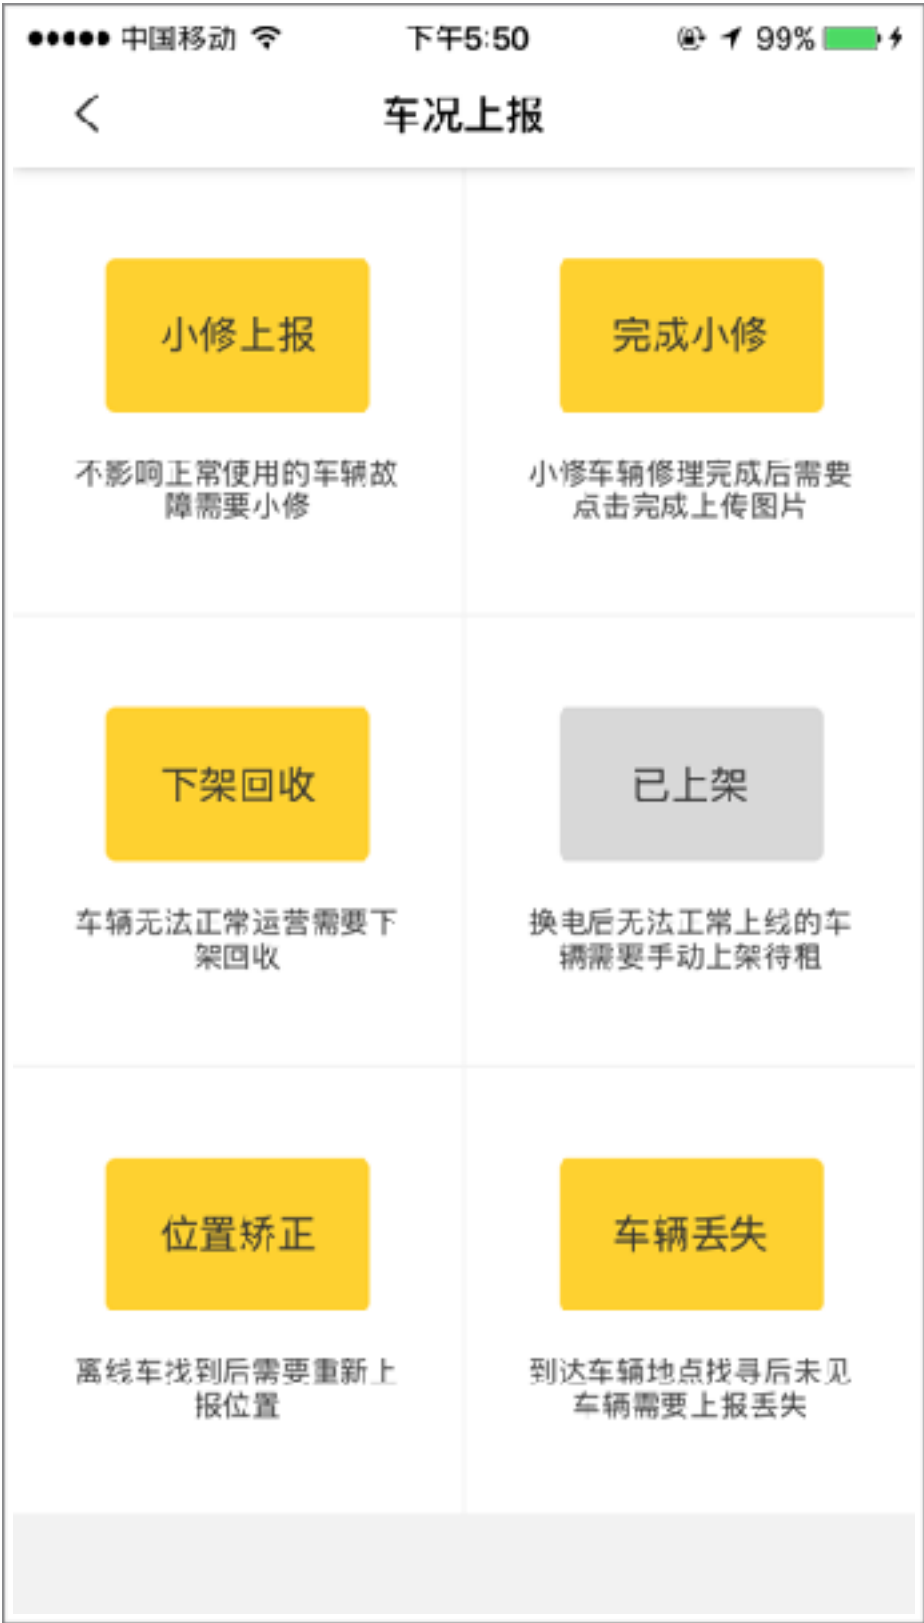 中国移动 下午5:50 99%
车况上报
小修上报
不影响正常使用的车辆故
障需要小修
完成小修
小修车辆修理完成后需要
点击完成上传图片
下架回收
车辆无法正常运营需要下
架回收
已上架
换电后无法正常上线的车
辆需要手动上架待租
位置矫正
离线车找到后需要重新上
报位置
车辆丢失
到达车辆地点找寻后未见
车辆需要上报丢失